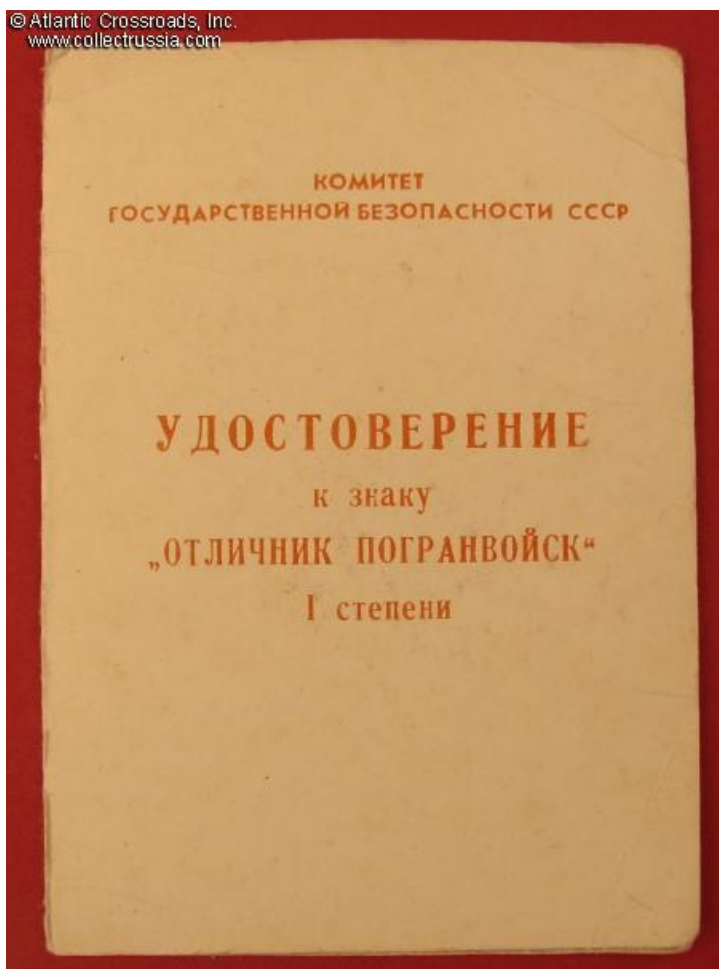 © Atlantic Crossroads, Inc.
www.collectrussia.com
КОМИТЕТ
ГОСУДАРСТВЕННОЙ БЕЗОПАСНОСТИ СССР
УДОСТОВЕРЕНИЕ
к знаку
„ОТЛИЧНИК ПОГРАНВОЙСК“
I степени